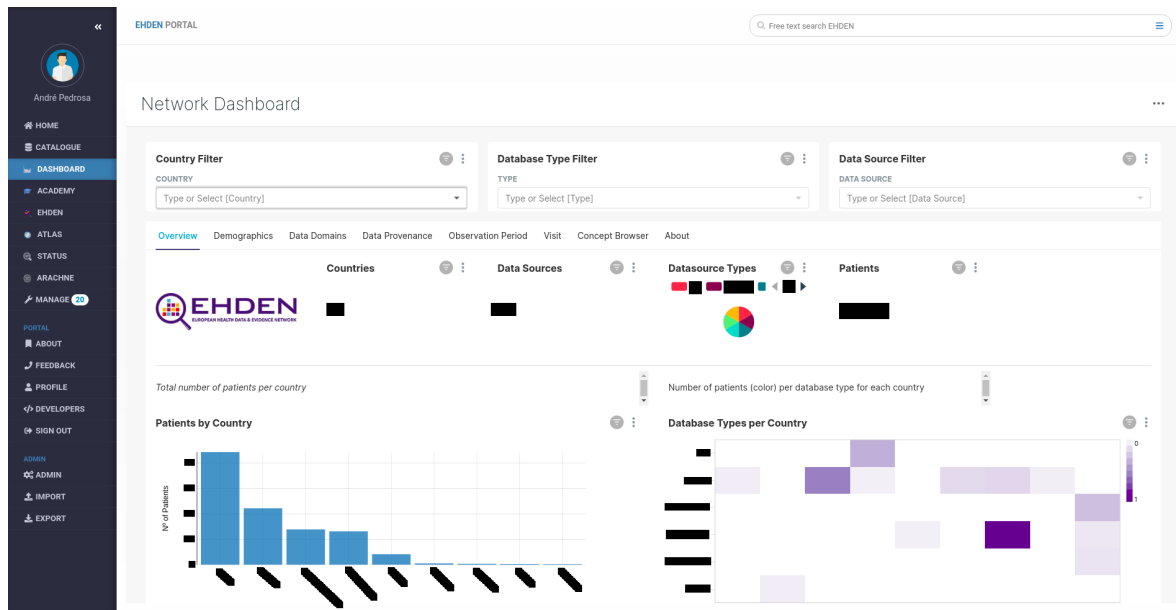 «
EHDEN PORTAL
Free text search EHDEN
André Pedrosa
HOME
CATALOGUE
DASHBOARD
ACADEMY
EHDEN
ATLAS
STATUS
ARACHNE
MANAGE 20
PORTAL
ABOUT
FEEDBACK
PROFILE
DEVELOPERS
SIGN OUT
ADMIN
ADMIN
IMPORT
EXPORT
Network Dashboard
Country Filter
COUNTRY
Type or Select [Country]
Database Type Filter
TYPE
Type or Select [Type]
Data Source Filter
DATA SOURCE
Type or Select [Data Source]
Overview Demographics Data Domains Data Provenance Observation Period Visit Concept Browser About
EHDEN
EUROPEAN HEALTH DATA & EVIDENCE NETWORK
Countries
Data Sources
Datasource Types
Patients
Total number of patients per country
Number of patients (color) per database type for each country
Patients by Country
Nº of Patients
Database Types per Country
0
1